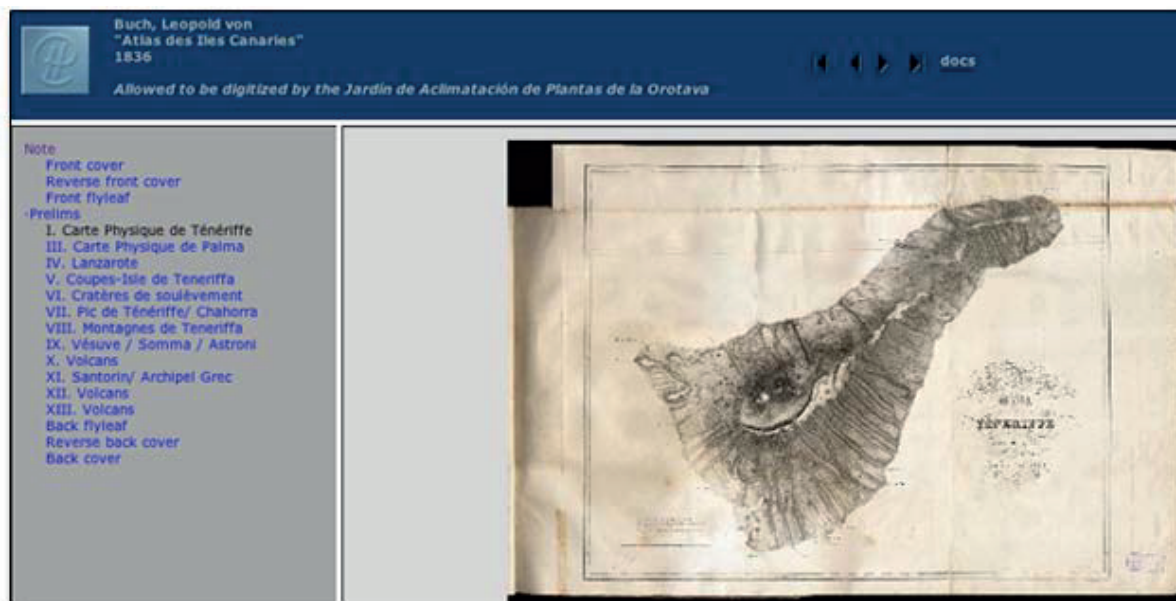 Buch, Leopold von
"Atlas des Iles Canaries"
1836
docs
Allowed to be digitized by the Jardín de Aclimatación de Plantas de la Orotava
Note
Front cover
Reverse front cover
Front flyleaf
-Prelims
I. Carte Physique de Ténériffe
III. Carte Physique de Palma
IV. Lanzarote
V. Coupes-Isle de Teneriffa
VI. Cratères de soulèvement
VII. Pic de Ténériffe/ Chahorra
VIII. Montagnes de Teneriffa
IX. Vésuve / Somma / Astroni
X. Volcans
XI. Santorin/ Archipel Grec
XII. Volcans
XIII. Volcans
Back flyleaf
Reverse back cover
Back cover
TENERIFFE